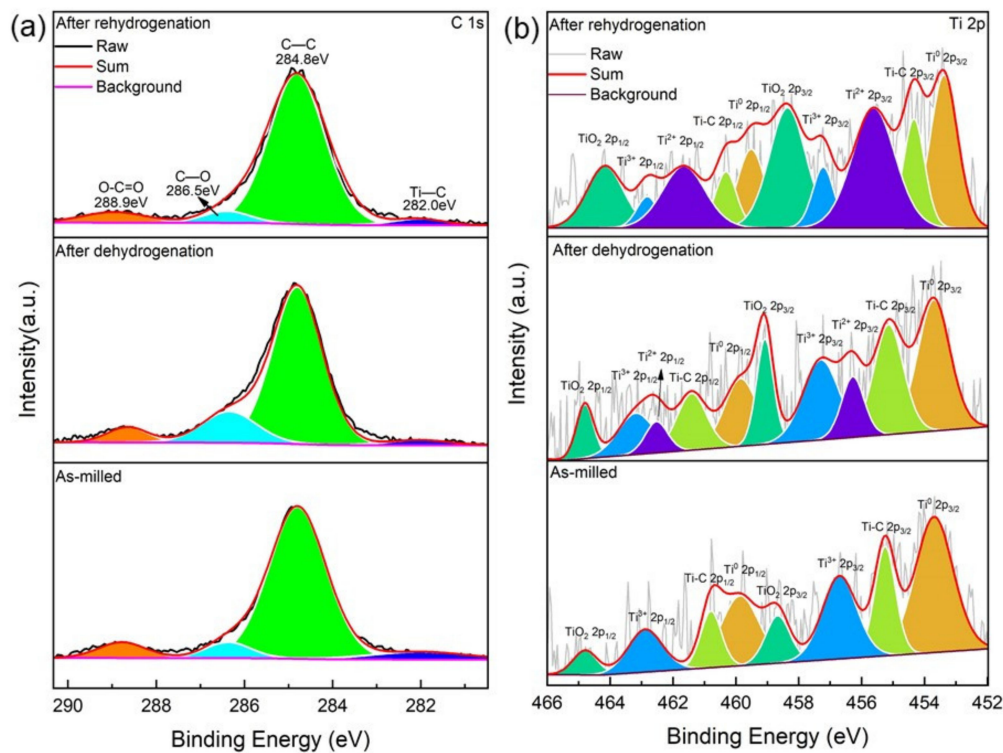 (a)
After rehydrogenation
C 1s
Raw
Sum
Background
C—C
284.8eV
O-C=O
288.9eV
C—O
286.5eV
Ti—C
282.0eV
After dehydrogenation
As-milled
Intensity(a.u.)
290 288 286 284 282
Binding Energy (eV)
(b)
After rehydrogenation
Ti 2p
Raw
Sum
Background
TiO₂ 2p₁/₂
Ti³⁺ 2p₁/₂
Ti²⁺ 2p₁/₂
Ti-C 2p₁/₂
Ti⁰ 2p₁/₂
TiO₂ 2p₃/₂
Ti³⁺ 2p₃/₂
Ti²⁺ 2p₃/₂
Ti-C 2p₃/₂
Ti⁰ 2p₃/₂
After dehydrogenation
TiO₂ 2p₁/₂
Ti³⁺ 2p₁/₂
Ti²⁺ 2p₁/₂
Ti-C 2p₁/₂
Ti⁰ 2p₁/₂
TiO₂ 2p₃/₂
Ti³⁺ 2p₃/₂
Ti²⁺ 2p₃/₂
Ti-C 2p₃/₂
Ti⁰ 2p₃/₂
As-milled
TiO₂ 2p₁/₂
Ti³⁺ 2p₁/₂
Ti-C 2p₁/₂
Ti⁰ 2p₁/₂
TiO₂ 2p₃/₂
Ti³⁺ 2p₃/₂
Ti-C 2p₃/₂
Ti⁰ 2p₃/₂
Intensity (a.u.)
466 464 462 460 458 456 454 452
Binding Energy (eV)